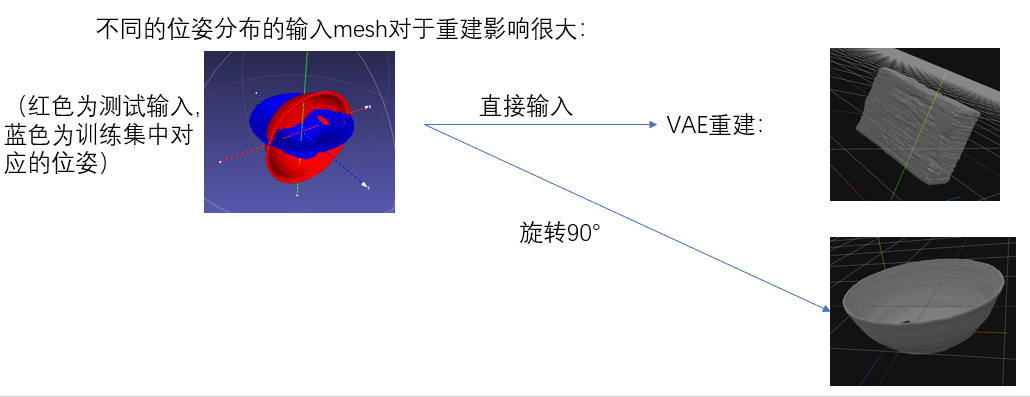 不同的位姿分布的输入mesh对于重建影响很大：
（红色为测试输入,
蓝色为训练集中对
应的位姿）
直接输入
VAE重建：
旋转90°